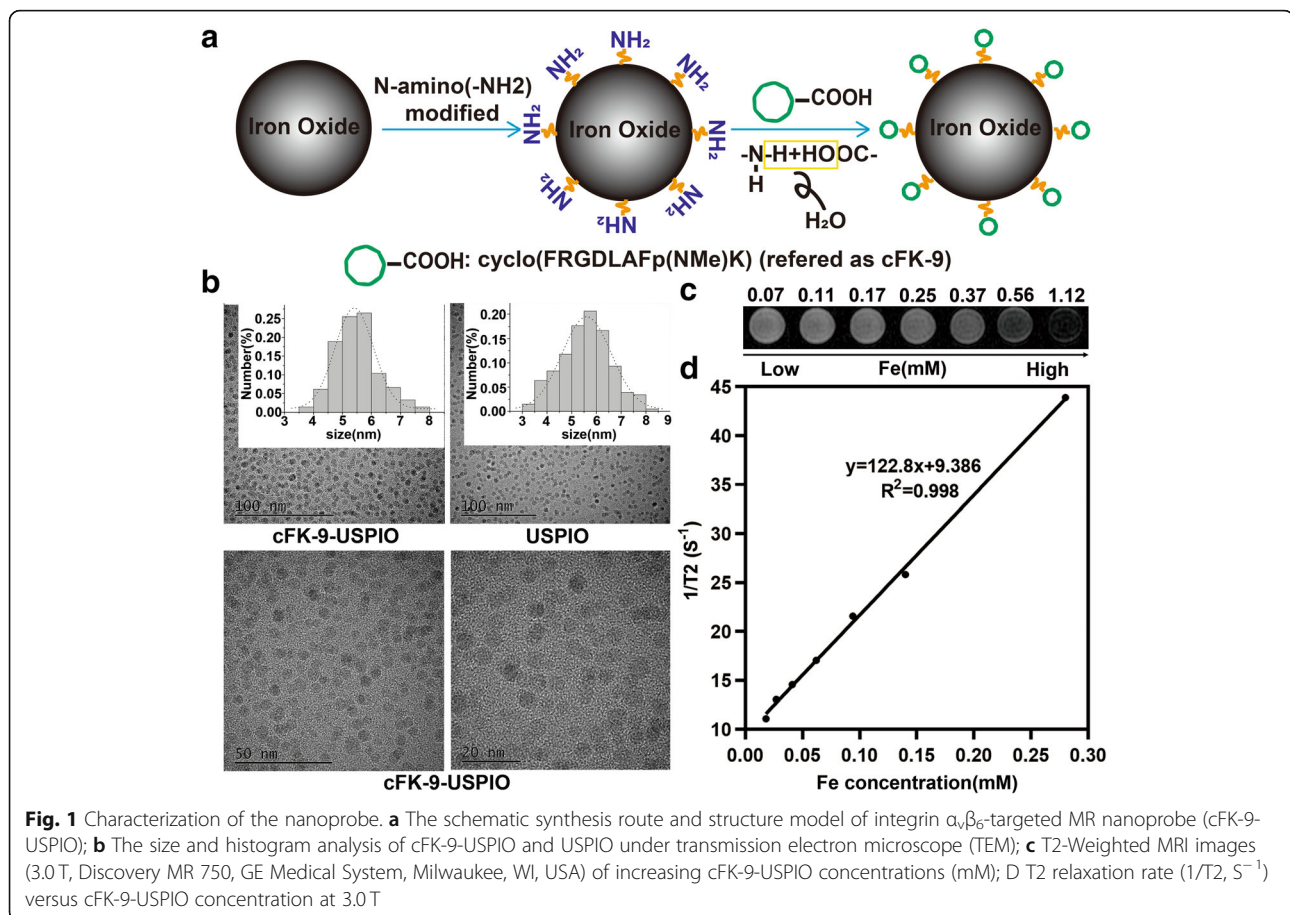 a
N-amino(-NH2)
modified
Iron Oxide
NH₂
NH₂
NH₂
NH₂
NH₂
NH₂
NH₂
NH₂
Iron Oxide
-COOH
-N-H+HOOC-
H
H₂O
Iron Oxide
-COOH: cyclo(FRGDLAFp(NMe)K) (refered as cFK-9)
b
Number(%)
0.25
0.20
0.15
0.10
0.05
0.00
3 4 5 6 7 8
size(nm)
100 nm
cFK-9-USPIO
Number(%)
0.20
0.15
0.10
0.05
0.00
3 4 5 6 7 8 9
size(nm)
100 nm
USPIO
50 nm
20 nm
cFK-9-USPIO
c
0.07 0.11 0.17 0.25 0.37 0.56 1.12
Low Fe(mM) High
d
1/T2 (S⁻¹)
45
40
35
30
25
20
15
10
y=122.8x+9.386
R²=0.998
0.00 0.05 0.10 0.15 0.20 0.25 0.30
Fe concentration(mM)
Fig. 1 Characterization of the nanoprobe. a The schematic synthesis route and structure model of integrin αᵥβ₆-targeted MR nanoprobe (cFK-9-
USPIO); b The size and histogram analysis of cFK-9-USPIO and USPIO under transmission electron microscope (TEM); c T2-Weighted MRI images
(3.0 T, Discovery MR 750, GE Medical System, Milwaukee, WI, USA) of increasing cFK-9-USPIO concentrations (mM); D T2 relaxation rate (1/T2, S⁻¹)
versus cFK-9-USPIO concentration at 3.0 T